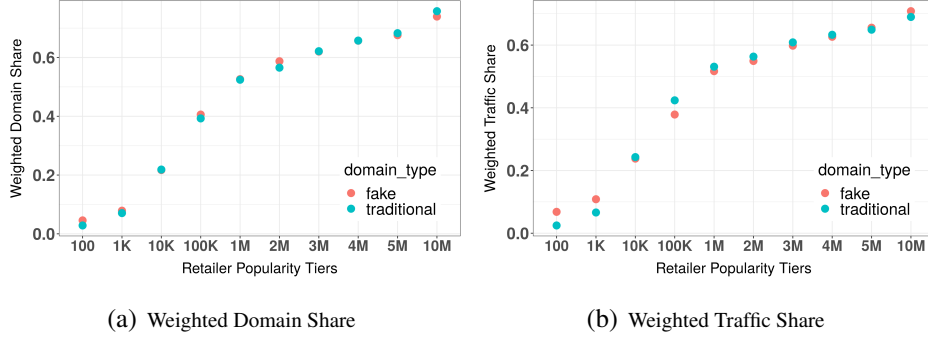 Weighted Domain Share
0.6
0.4
0.2
0.0
domain_type
fake
traditional
100 1K 10K 100K 1M 2M 3M 4M 5M 10M
Retailer Popularity Tiers
(a) Weighted Domain Share
Weighted Traffic Share
0.6
0.4
0.2
0.0
domain_type
fake
traditional
100 1K 10K 100K 1M 2M 3M 4M 5M 10M
Retailer Popularity Tiers
(b) Weighted Traffic Share